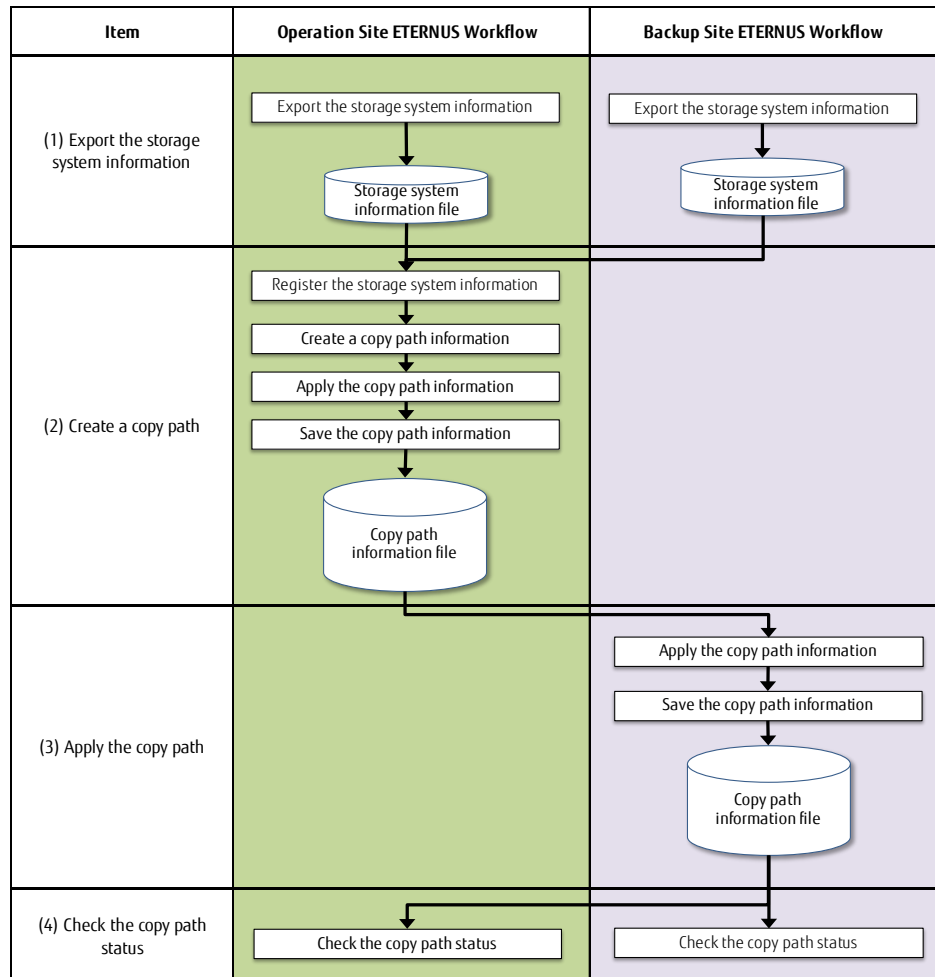 Item
Operation Site ETERNUS Workflow
Backup Site ETERNUS Workflow
(1) Export the storage
system information
Export the storage system information
Storage system
information file
Export the storage system information
Storage system
information file
(2) Create a copy path
Register the storage system information
Create a copy path information
Apply the copy path information
Save the copy path information
Copy path
information file
(3) Apply the copy path
Apply the copy path information
Save the copy path information
Copy path
information file
(4) Check the copy path
status
Check the copy path status
Check the copy path status